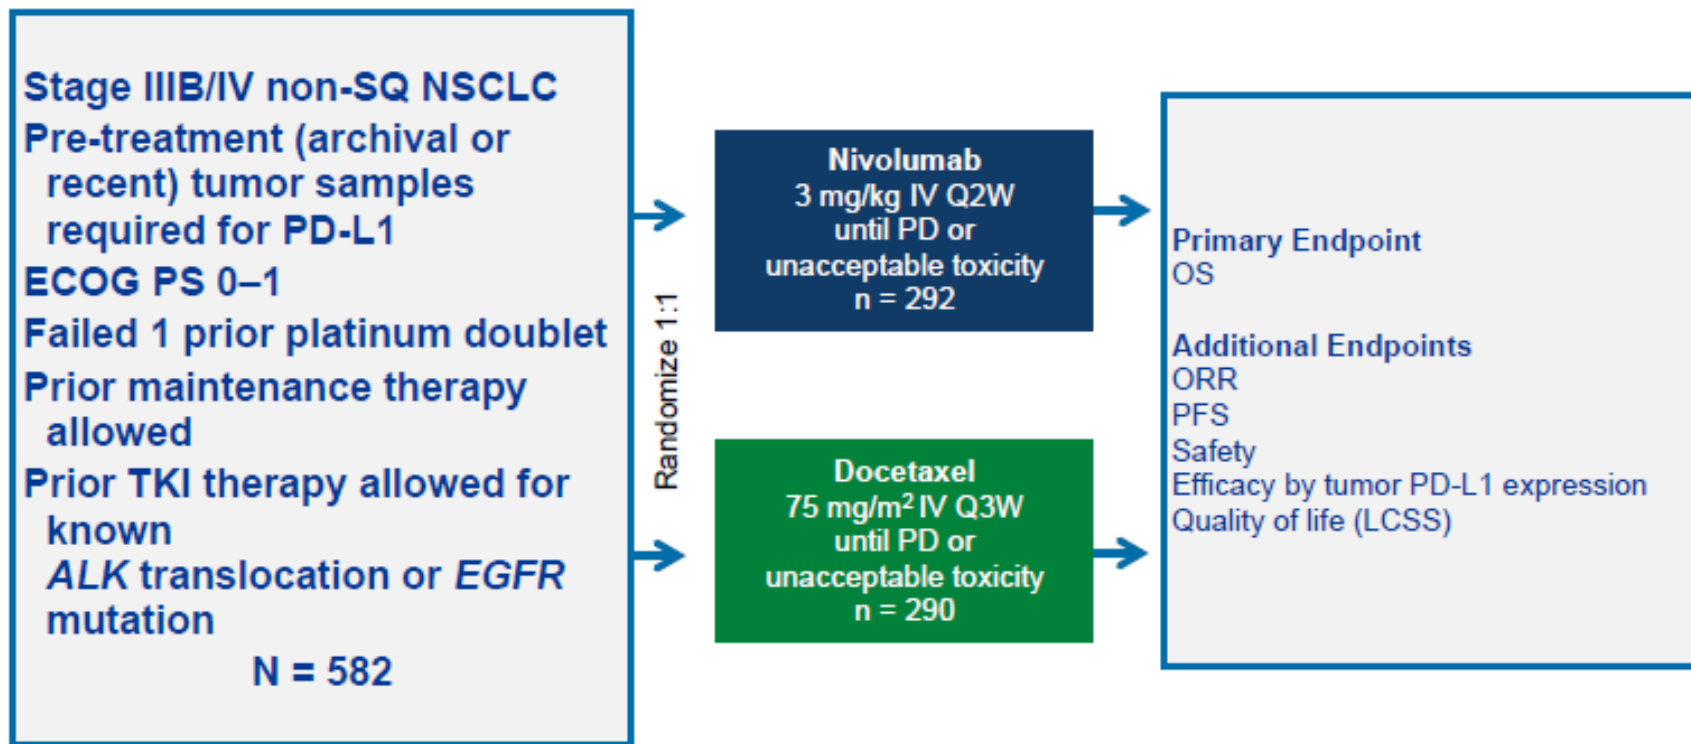 Stage IIIB/IV non-SQ NSCLC
Pre-treatment (archival or
recent) tumor samples
required for PD-L1
ECOG PS 0–1
Failed 1 prior platinum doublet
Prior maintenance therapy
allowed
Prior TKI therapy allowed for
known
ALK translocation or EGFR
mutation
N = 582
Randomize 1:1
Nivolumab
3 mg/kg IV Q2W
until PD or
unacceptable toxicity
n = 292
Docetaxel
75 mg/m² IV Q3W
until PD or
unacceptable toxicity
n = 290
Primary Endpoint
OS
Additional Endpoints
ORR
PFS
Safety
Efficacy by tumor PD-L1 expression
Quality of life (LCSS)